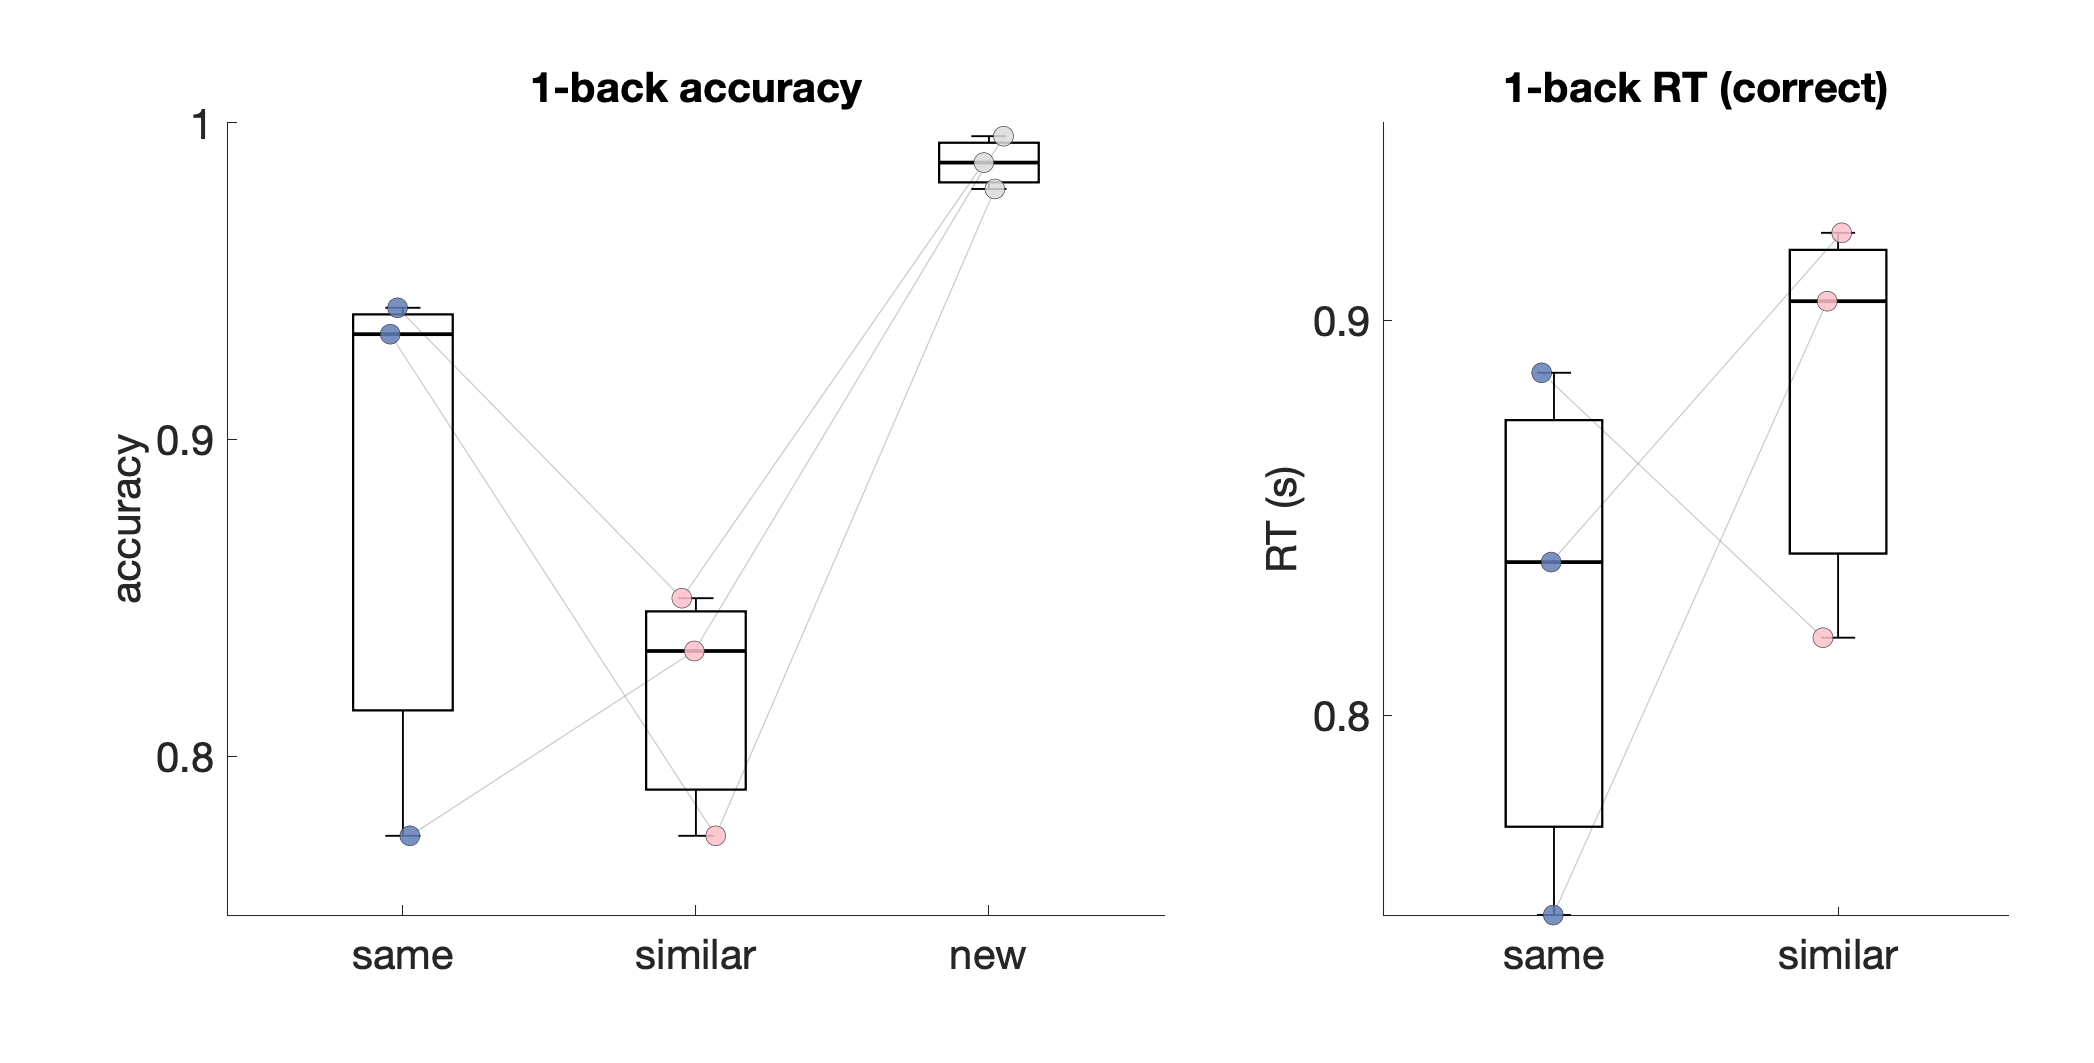 1-back accuracy
1
0.9
0.8
accuracy
same
similar
new
1-back RT (correct)
0.9
0.8
RT (s)
same
similar